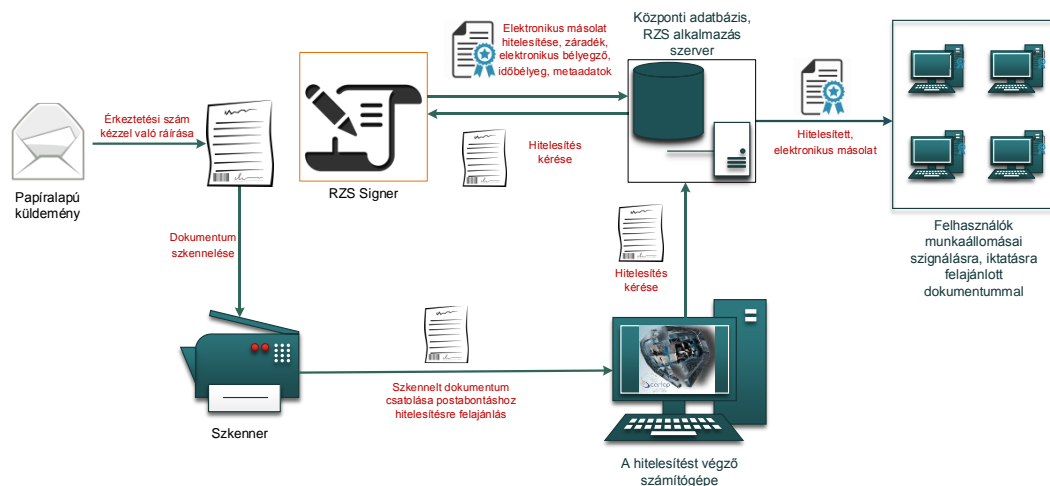 Papíralapú
küldemény
Érkeztetési szám
kézzel való ráírása
Dokumentum
szkennelése
Szkenner
Szkennelt dokumentum
csatolása postabontáshoz
hitelesítésre felajánlás
A hitelesítést végző
számítógépe
Hitelesítés
kérése
Központi adatbázis,
RZS alkalmazás
szerver
Hitelesítés
kérése
RZS Signer
Elektronikus másolat
hitelesítése, záradék,
elektronikus bélyegző,
időbélyeg, metaadatok
Hitelesített,
elektronikus másolat
Felhasználók
munkaállomásai
szignálásra, iktatásra
felajánlott
dokumentummal